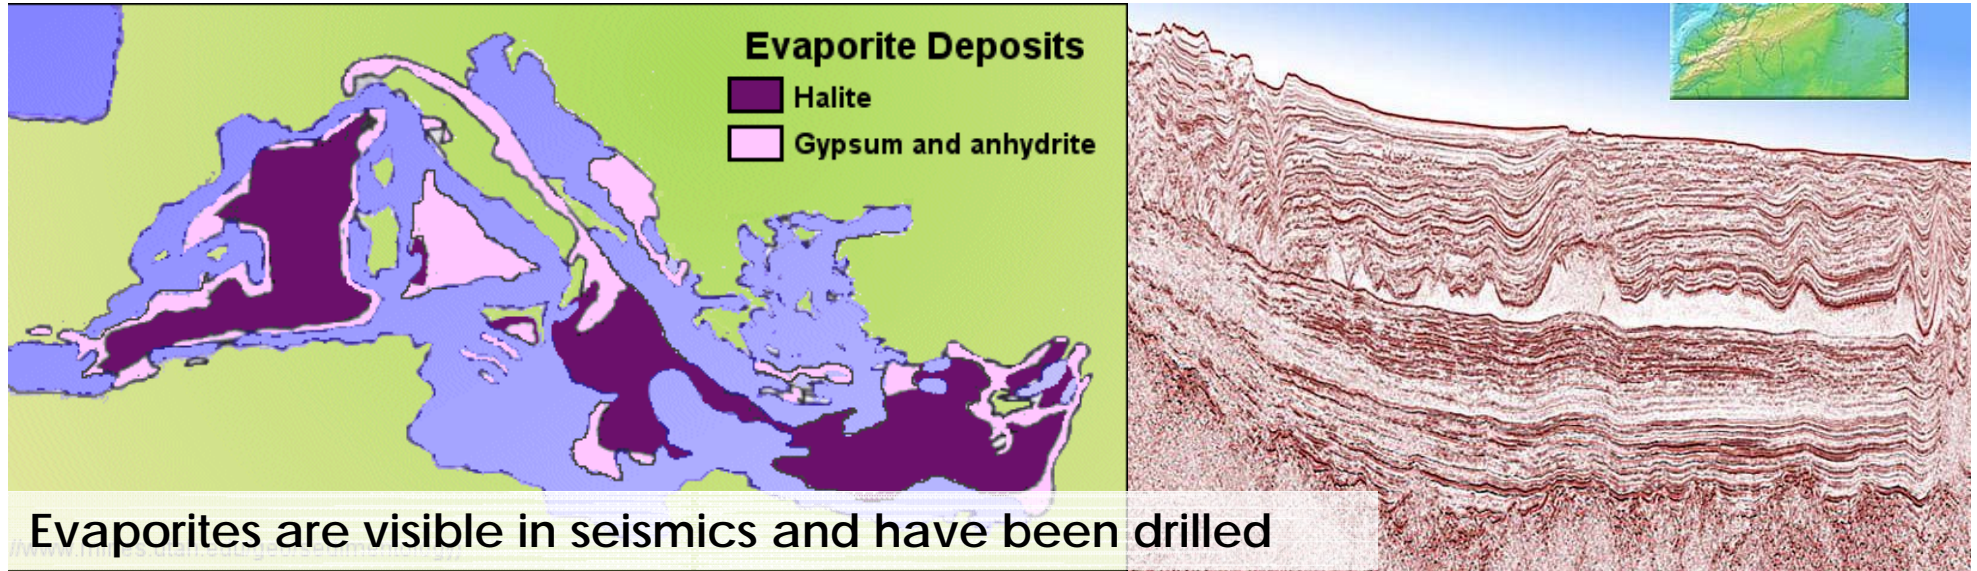 Evaporite Deposits
Halite
Gypsum and anhydrite
Evaporites are visible in seismics and have been drilled